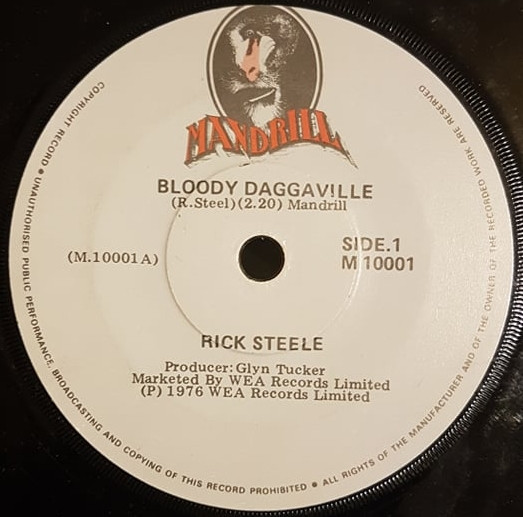 MANDRILL
BLOODY DAGGAVILLE
(R.Steel)(2.20) Mandrill
(M.10001A)
SIDE.1
M 10001
RICK STEELE
Producer: Glyn Tucker
Marketed By WEA Records Limited
(P) 1976 WEA Records Limited
COPYRIGHT RECORD ● UNAUTHORISED PUBLIC PERFORMANCE, BROADCASTING AND COPYING OF THIS RECORD PROHIBITED ● ALL RIGHTS OF THE MANUFACTURER AND OF THE OWNER OF THE RECORDED WORK ARE RESERVED